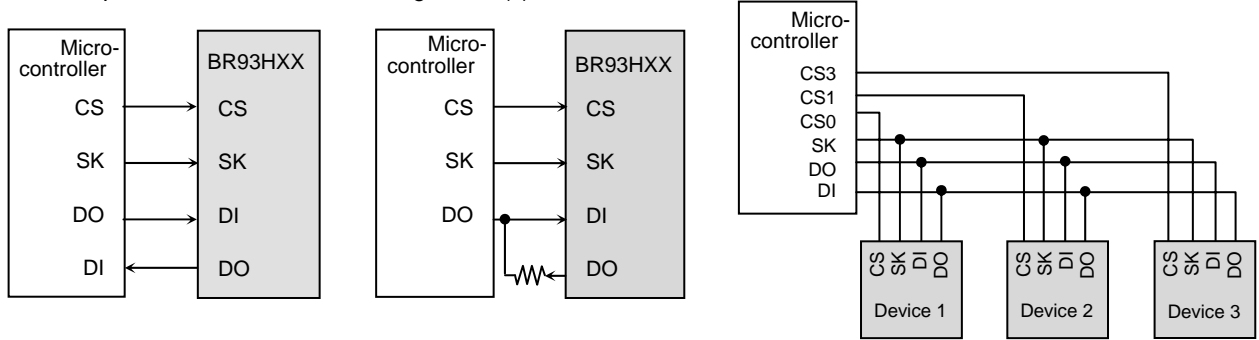 Micro-
controller
BR93HXX
CS
CS
SK
SK
DO
DI
DI
DO
Micro-
controller
BR93HXX
CS
CS
SK
SK
DO
DI
DO
Micro-
controller
CS3
CS1
CS0
SK
DO
DI
CS
SK
DI
DO
Device 1
CS
SK
DI
DO
Device 2
CS
SK
DI
DO
Device 3